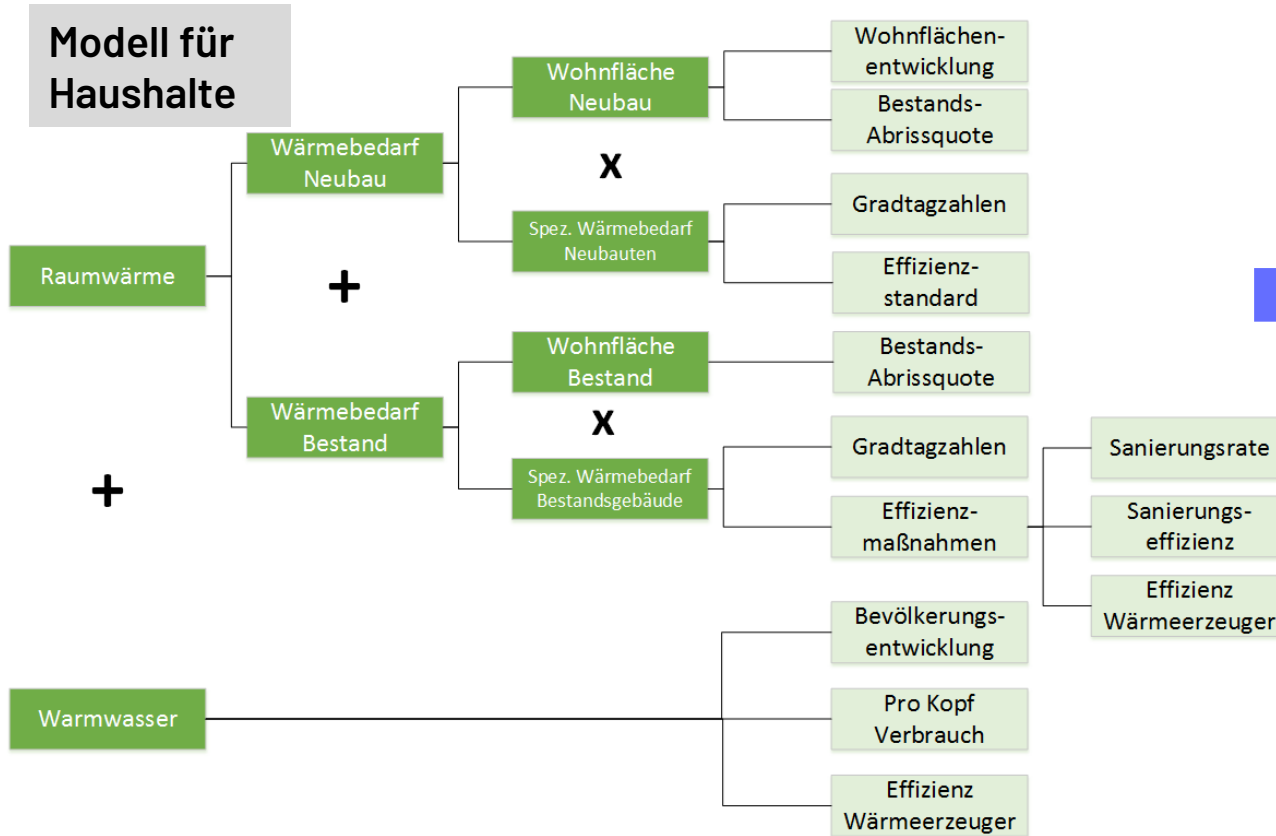 Modell für
Haushalte
Wohnflächen-
entwicklung
Wohnfläche
Neubau
Bestands-
Abrissquote
Wärmebedarf
Neubau
x
Gradtagzahlen
Spez. Wärmebedarf
Neubauten
Raumwärme
+
Effizienz-
standard
Wohnfläche
Bestand
Bestands-
Abrissquote
Wärmebedarf
Bestand
x
Gradtagzahlen
Sanierungsrate
+
Spez. Wärmebedarf
Bestandsgebäude
Effizienz-
maßnahmen
Sanierungs-
effizienz
Effizienz
Wärmeerzeuger
Bevölkerungs-
entwicklung
Warmwasser
Pro Kopf
Verbrauch
Effizienz
Wärmeerzeuger